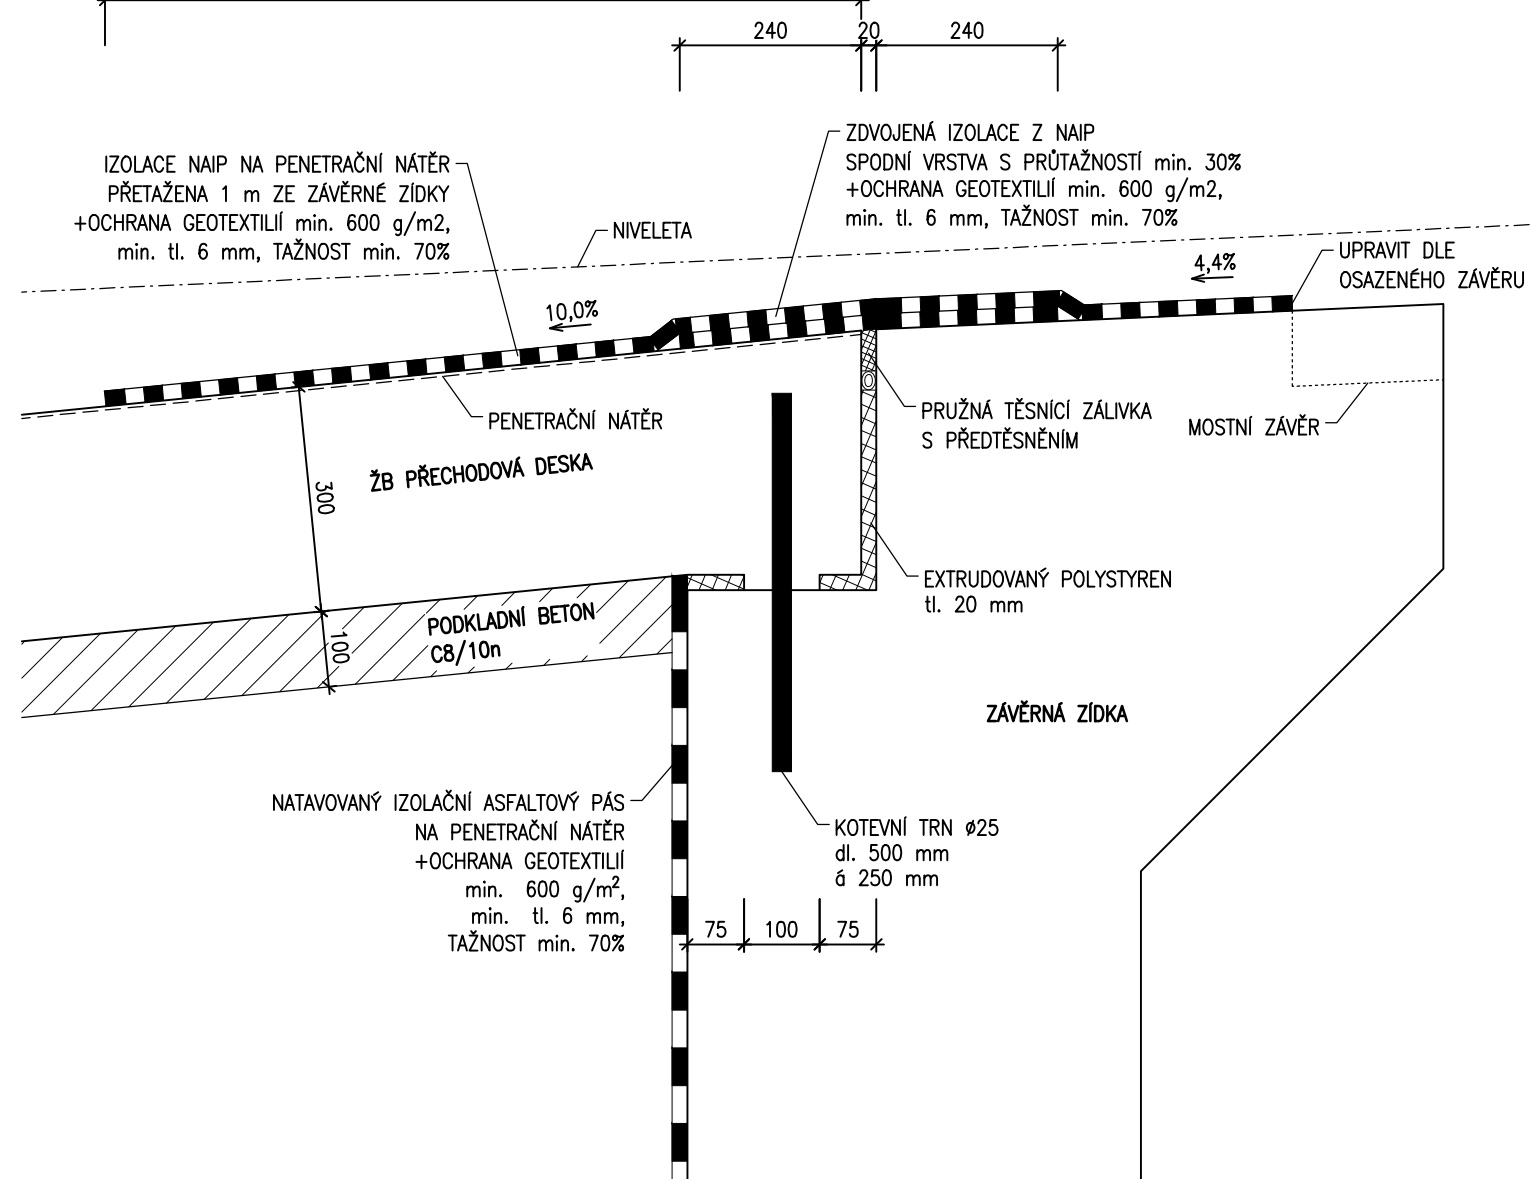 240
20
240
IZOLACE NAIP NA PENETRAČNÍ NÁTĚR
PŘETAŽENA 1 m ZE ZÁVĚRNÉ ZÍDKY
+OCHRANA GEOTEXTILIÍ min. 600 g/m2,
min. tl. 6 mm, TAŽNOST min. 70%
ZDVOJENÁ IZOLACE Z NAIP
SPODNÍ VRSTVA S PRŮTAŽNOSTÍ min. 30%
+OCHRANA GEOTEXTILIÍ min. 600 g/m2,
min. tl. 6 mm, TAŽNOST min. 70%
NIVELETA
4,4%
UPRAVIT DLE
OSAZENÉHO ZÁVĚRU
10,0%
PENETRAČNÍ NÁTĚR
PRUŽNÁ TĚSNÍCÍ ZÁLIVKA
S PŘEDTĚSNĚNÍM
MOSTNÍ ZÁVĚR
ŽB PŘECHODOVÁ DESKA
300
EXTRUDOVANÝ POLYSTYREN
tl. 20 mm
PODKLADNÍ BETON
C8/10n
100
ZÁVĚRNÁ ZÍDKA
NATAVOVANÝ IZOLAČNÍ ASFALTOVÝ PÁS
NA PENETRAČNÍ NÁTĚR
+OCHRANA GEOTEXTILIÍ
min. 600 g/m²,
min. tl. 6 mm,
TAŽNOST min. 70%
KOTEVNÍ TRN ø25
dl. 500 mm
á 250 mm
75
100
75